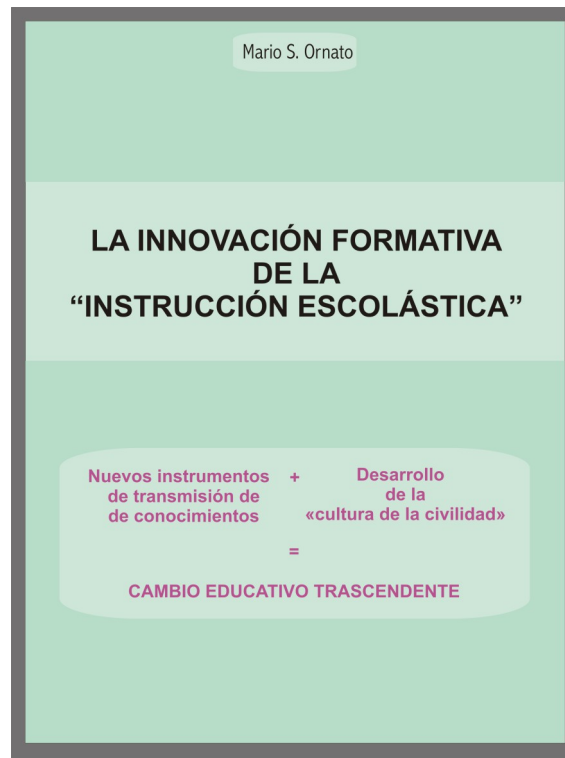 Mario S. Ornato
LA INNOVACIÓN FORMATIVA
DE LA
“INSTRUCCIÓN ESCOLÁSTICA”
Nuevos instrumentos
de transmisión de
de conocimientos
+
Desarrollo
de la
«cultura de la civilidad»
=
CAMBIO EDUCATIVO TRASCENDENTE